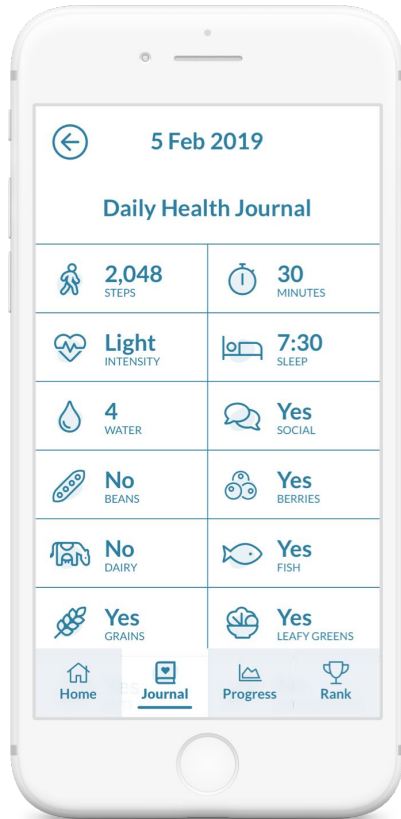 5 Feb 2019
Daily Health Journal
2,048
STEPS
30
MINUTES
Light
INTENSITY
7:30
SLEEP
4
WATER
Yes
SOCIAL
No
BEANS
Yes
BERRIES
No
DAIRY
Yes
FISH
Yes
GRAINS
Yes
LEAFY GREENS
Home
Journal
Progress
Rank